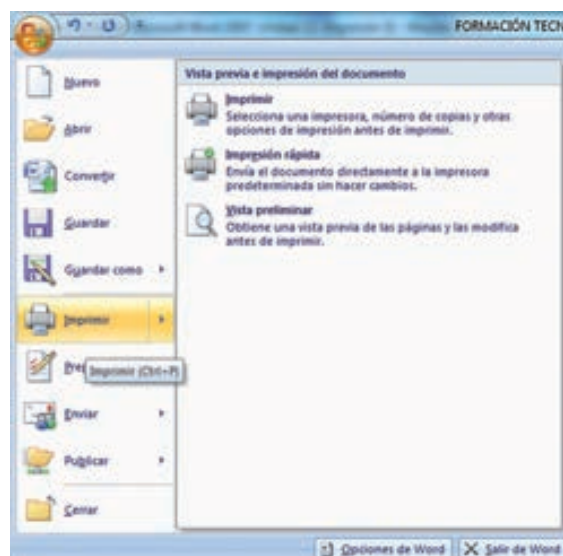 FORMACIÓN TECN
Nuevo
Abrir
Convertir
Guardar
Guardar como
Imprimir
Pre
Imprimir (Ctrl+P)
Enviar
Publicar
Cerrar
Vista previa e impresión del documento
Imprimir
Selecciona una impresora, número de copias y otras
opciones de impresión antes de imprimir.
Impresión rápida
Envía el documento directamente a la impresora
predeterminada sin hacer cambios.
Vista preliminar
Obtiene una vista previa de las páginas y las modifica
antes de imprimir.
Opciones de Word
Salir de Word